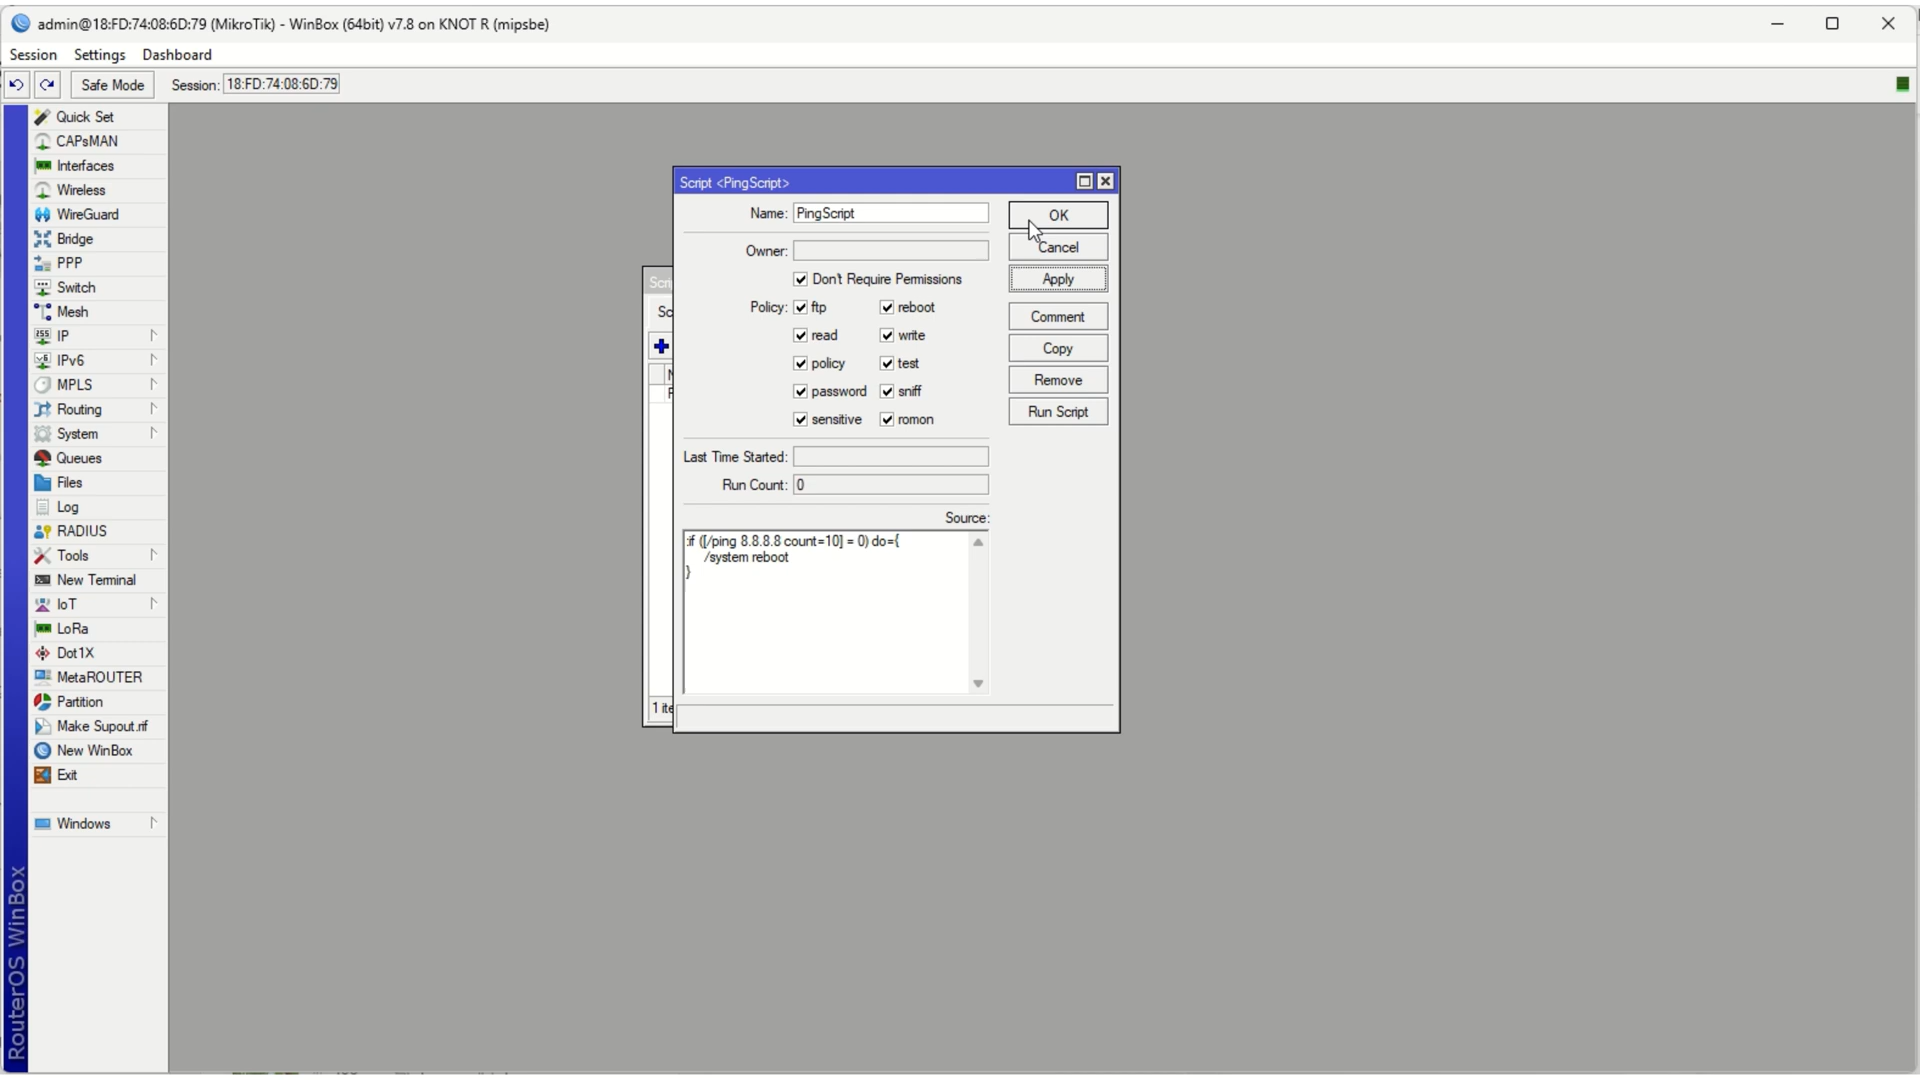 admin@18:FD:74:08:6D:79 (MikroTik) - WinBox (64bit) v7.8 on KNOT R (mipsbe)
Session Settings Dashboard
Safe Mode Session: 18:FD:74:08:6D:79
Quick Set
CAPsMAN
Interfaces
Wireless
WireGuard
Bridge
PPP
Switch
Mesh
IP
IPv6
MPLS
Routing
System
Queues
Files
Log
RADIUS
Tools
New Terminal
IoT
LoRa
Dot1X
MetaROUTER
Partition
Make Supout.rif
New WinBox
Exit
Windows
RouterOS WinBox
Script <PingScript>
Name: PingScript
Owner:
Don't Require Permissions
Policy: ftp reboot
read write
policy test
password sniff
sensitive romon
Last Time Started:
Run Count: 0
Source:
:if ([/ping 8.8.8.8 count=10] = 0) do={
/system reboot
}
OK
Cancel
Apply
Comment
Copy
Remove
Run Script